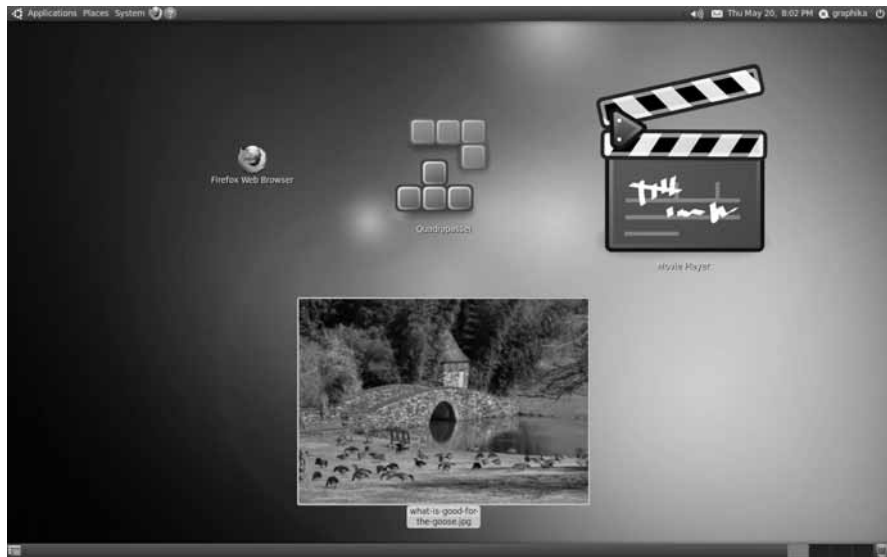 Applications Places System
Thu May 20, 8:02 PM graphika
Firefox Web Browser
Quadrapassel
Movie Player
what-is-good-for-
the-goose.jpg